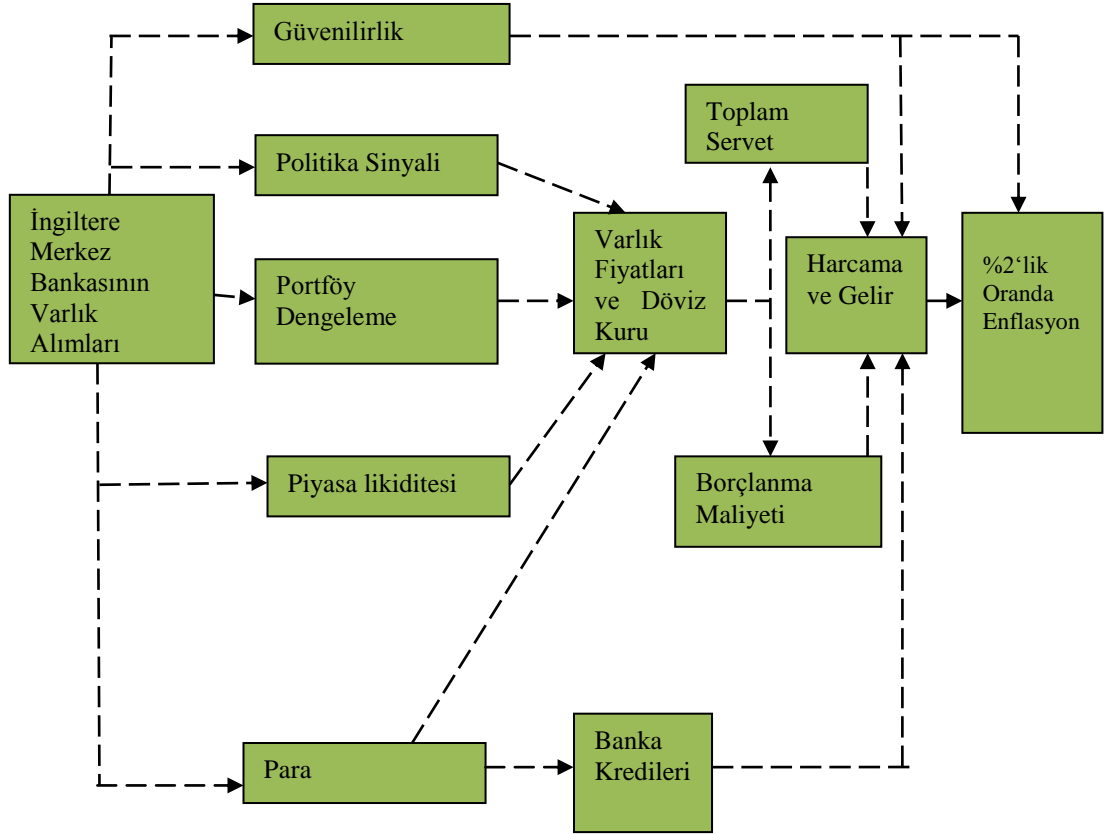 Güvenilirlik
Politika Sinyali
İngiltere
Merkez
Bankasının
Varlık
Alımları
Portföy
Dengeleme
Piyasa likiditesi
Para
Varlık
Fiyatları
ve Döviz
Kuru
Banka
Kredileri
Toplam
Servet
Borçlanma
Maliyeti
Harcama
ve Gelir
%2‘lik
Oranda
Enflasyon